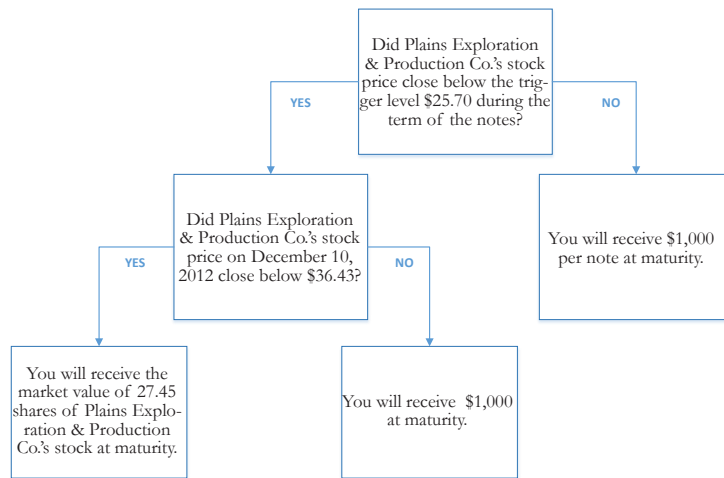 Did Plains Exploration
& Production Co.'s stock
price close below the trig-
ger level $25.70 during the
term of the notes?
YES
NO
Did Plains Exploration
& Production Co.'s stock
price on December 10,
2012 close below $36.43?
You will receive $1,000
per note at maturity.
YES
NO
You will receive the
market value of 27.45
shares of Plains Explo-
ration & Production
Co.'s stock at maturity.
You will receive $1,000
at maturity.